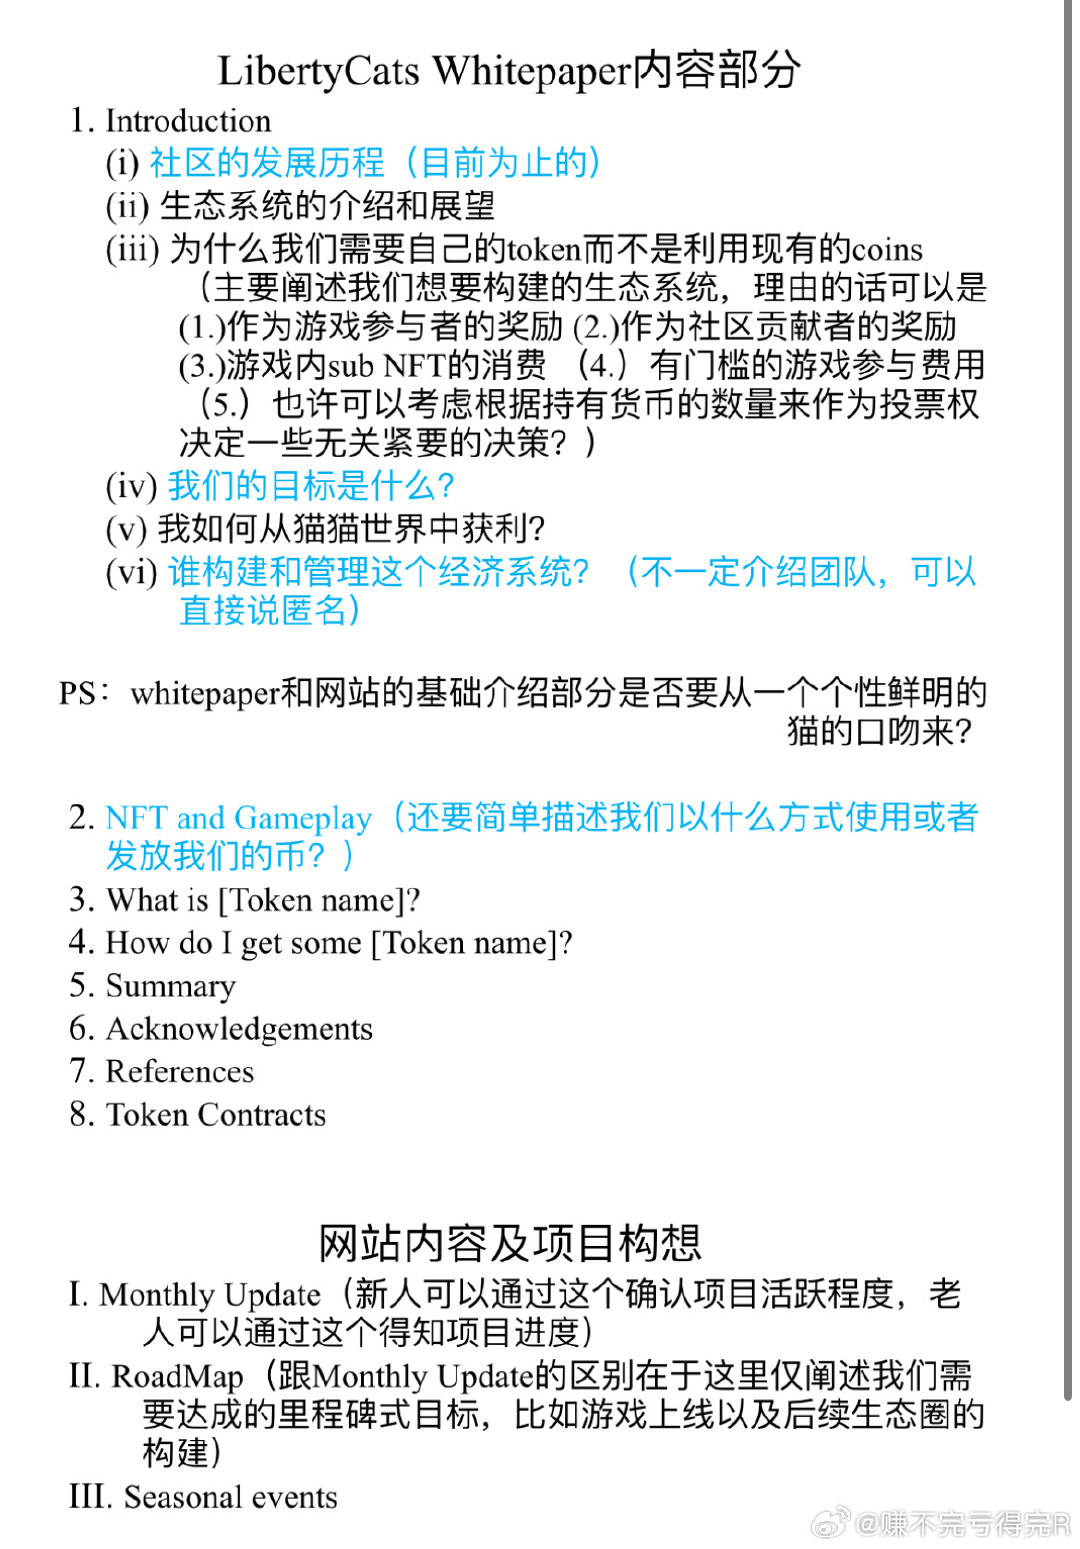 LibertyCats Whitepaper内容部分
1. Introduction
(i) 社区的发展历程（目前为止的）
(ii) 生态系统的介绍和展望
(iii) 为什么我们需要自己的token而不是利用现有的coins
（主要阐述我们想要构建的生态系统，理由的话可以是
(1.)作为游戏参与者的奖励 (2.)作为社区贡献者的奖励
(3.)游戏内sub NFT的消费 （4.）有门槛的游戏参与费用
（5.）也许可以考虑根据持有货币的数量来作为投票权
决定一些无关紧要的决策？）
(iv) 我们的目标是什么？
(v) 我如何从猫猫世界中获利？
(vi) 谁构建和管理这个经济系统？（不一定介绍团队，可以
直接说匿名）
PS：whitepaper和网站的基础介绍部分是否要从一个个性鲜明的
猫的口吻来？
2. NFT and Gameplay（还要简单描述我们以什么方式使用或者
发放我们的币？）
3. What is [Token name]?
4. How do I get some [Token name]?
5. Summary
6. Acknowledgements
7. References
8. Token Contracts
网站内容及项目构想
I. Monthly Update（新人可以通过这个确认项目活跃程度，老
人可以通过这个得知项目进度）
II. RoadMap（跟Monthly Update的区别在于这里仅阐述我们需
要达成的里程碑式目标，比如游戏上线以及后续生态圈的
构建）
III. Seasonal events
@赚不完亏得完R